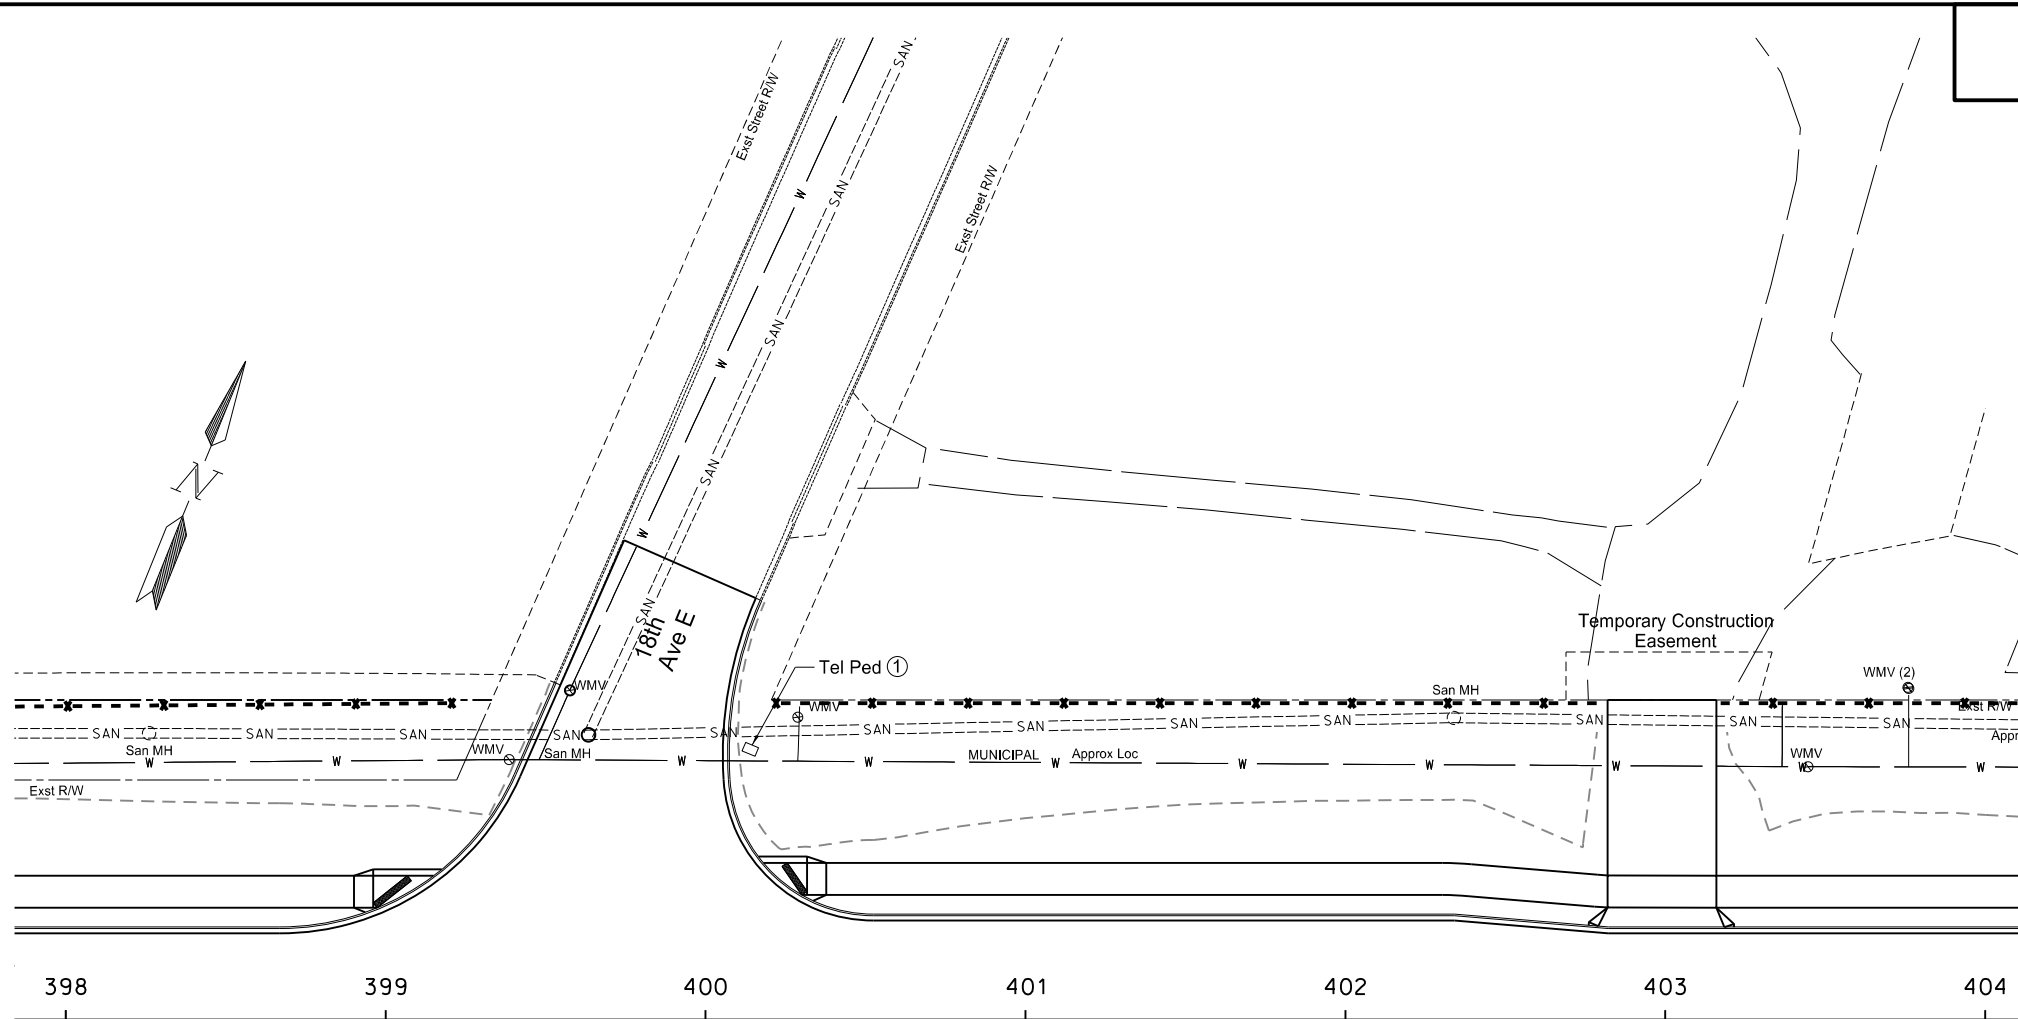 Exst Street R/W
SAN
W
SAN
Exst Street R/W
W
SAN
N
SAN
W
SAN
18th
Ave E
Temporary Construction
Easement
Tel Ped 1
WMV
WMV (2)
San MH
WMV
Exst R/W
SAN SAN SAN SAN SAN SAN SAN SAN SAN SAN SAN SAN
San MH
WMV
San MH
MUNICIPAL
Approx Loc
WMV
Appr
W W W W W W W W W W
Exst R/W
398 399 400 401 402 403 404